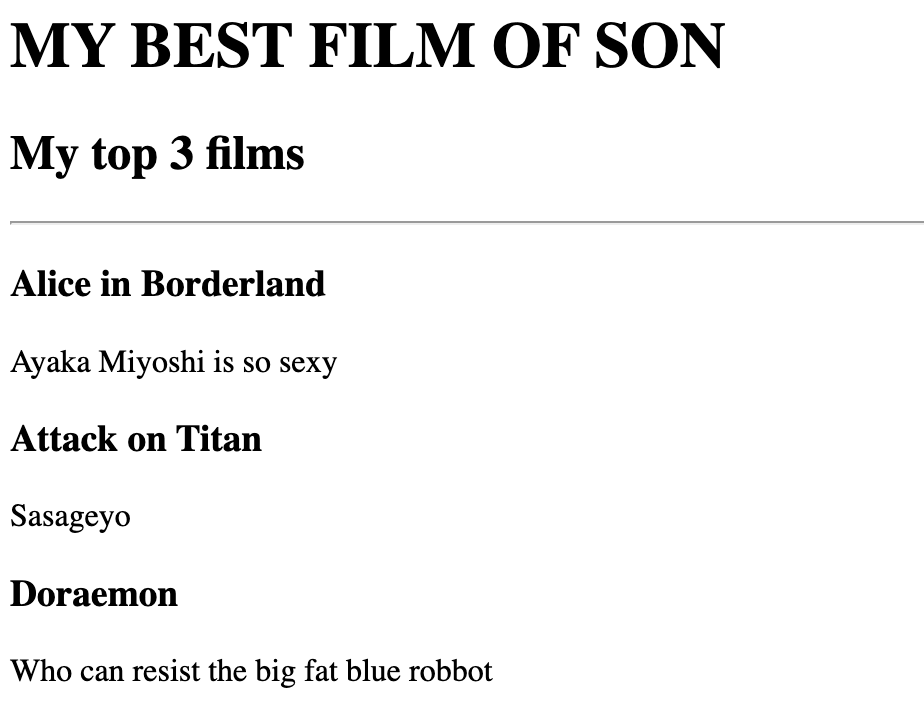 MY BEST FILM OF SON
My top 3 films
Alice in Borderland
Ayaka Miyoshi is so sexy
Attack on Titan
Sasageyo
Doraemon
Who can resist the big fat blue robbot